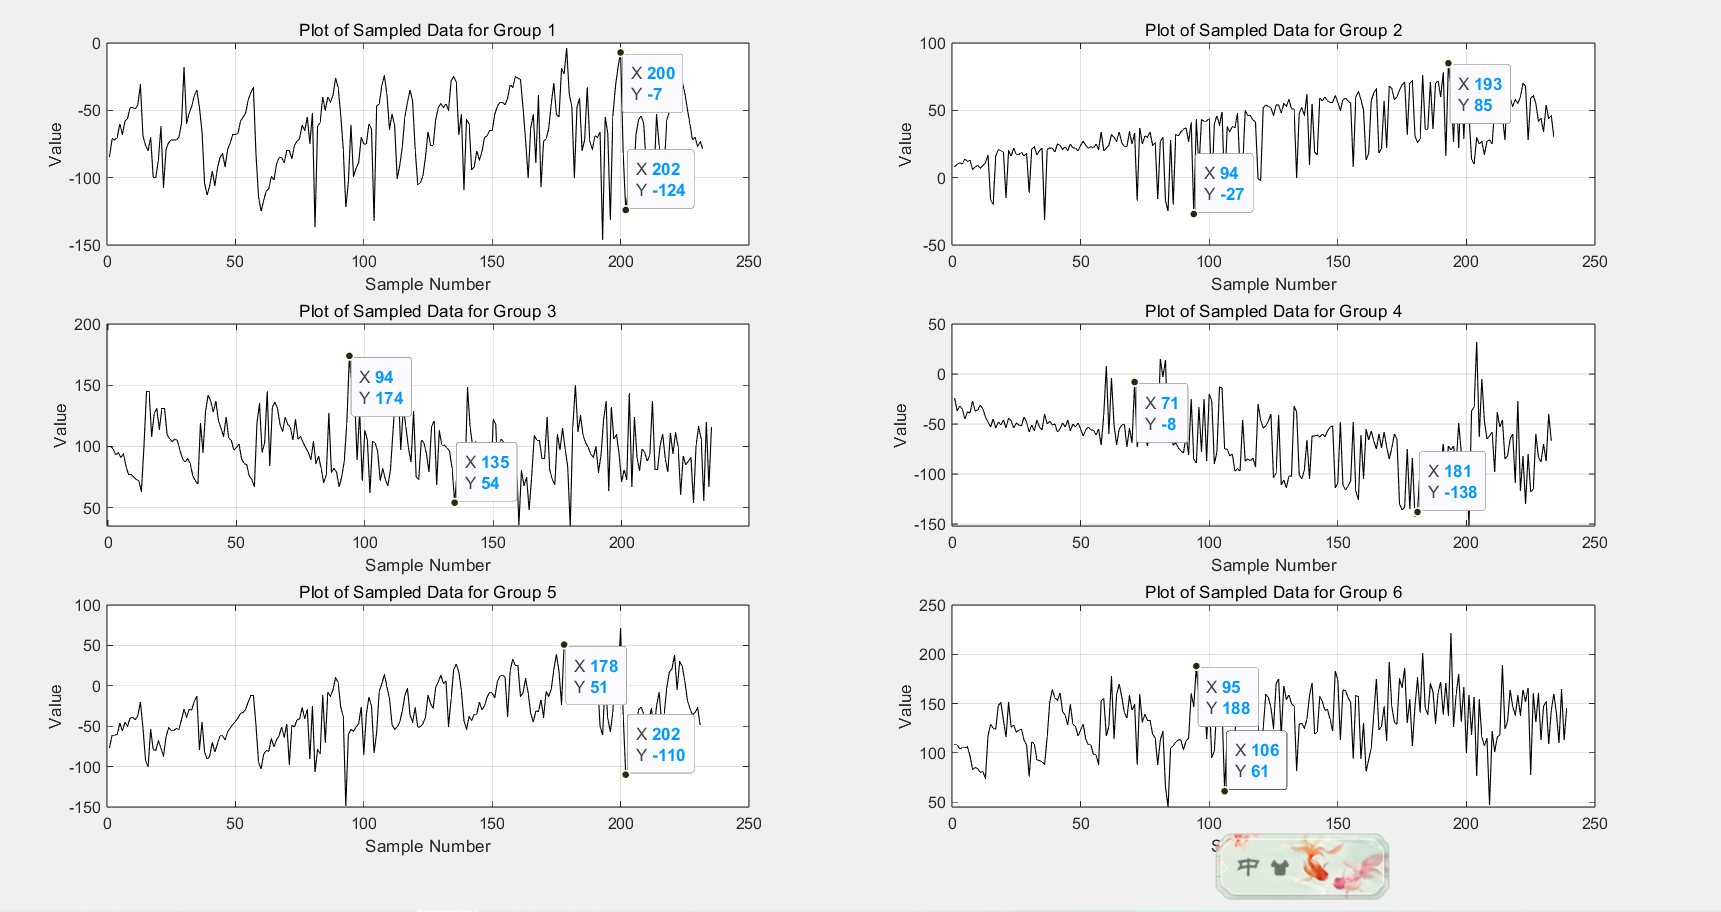 Plot of Sampled Data for Group 1
0
-50
-100
-150
Value
X 200
Y -7
X 202
Y -124
0 50 100 150 200 250
Sample Number
Plot of Sampled Data for Group 2
100
50
0
-50
Value
X 193
Y 85
X 94
Y -27
0 50 100 150 200 250
Sample Number
Plot of Sampled Data for Group 3
200
150
100
50
Value
X 94
Y 174
X 135
Y 54
0 50 100 150 200
Sample Number
Plot of Sampled Data for Group 4
50
0
-50
-100
-150
Value
X 71
Y -8
X 181
Y -138
0 50 100 150 200 250
Sample Number
Plot of Sampled Data for Group 5
100
50
0
-50
-100
-150
Value
X 178
Y 51
X 202
Y -110
0 50 100 150 200 250
Sample Number
Plot of Sampled Data for Group 6
250
200
150
100
50
Value
X 95
Y 188
X 106
Y 61
0 50 100 150 200 250
中